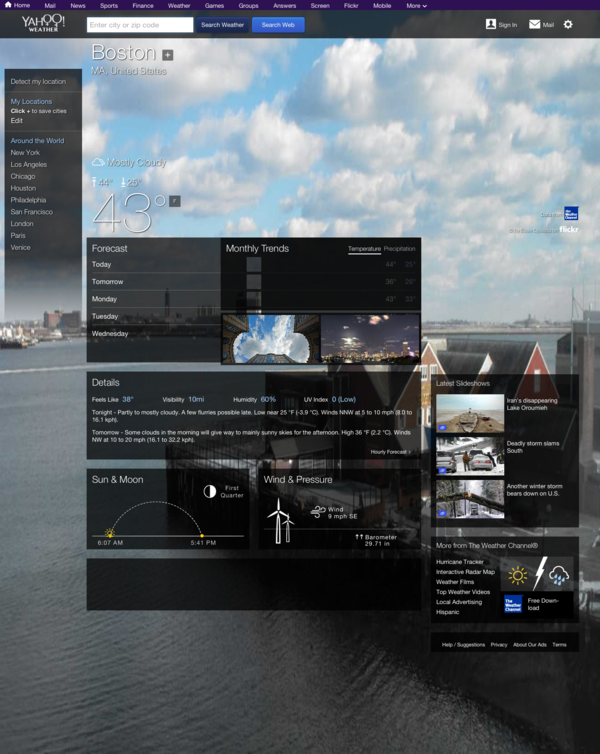 Home Mail News Sports Finance Weather Games Groups Answers Screen Flickr Mobile More
YAHOO!
WEATHER
Enter city or zip code
Search Weather
Search Web
Sign In
Mail
Boston +
MA, United States
Detect my location
My Locations
Click + to save cities
Edit
Around the World
New York
Los Angeles
Chicago
Houston
Philadelphia
San Francisco
London
Paris
Venice
Mostly Cloudy
44° 25°
43° F
The Weather Channel
flickr
Forecast
Today
Tomorrow
Monday
Tuesday
Wednesday
Monthly Trends
Temperature Precipitation
44° 25°
36° 26°
43° 33°
Details
Feels Like 38° Visibility 10mi Humidity 60% UV Index 0 (Low)
Tonight - Partly to mostly cloudy. A few flurries possible late. Low near 25 °F (-3.9 °C). Winds NNW at 5 to 10 mph (8.0 to
16.1 kph).
Tomorrow - Some clouds in the morning will give way to mainly sunny skies for the afternoon. High 36 °F (2.2 °C). Winds
NW at 10 to 20 mph (16.1 to 32.2 kph).
Hourly Forecast >
Sun & Moon
First
Quarter
6:07 AM 5:41 PM
Wind & Pressure
Wind
9 mph SE
Barometer
29.71 in
Latest Slideshows
Iran's disappearing
Lake Oroumieh
Deadly storm slams
South
Another winter storm
bears down on U.S.
More from The Weather Channel®
Hurricane Tracker
Interactive Radar Map
Weather Films
Top Weather Videos
Local Advertising
Hispanic
The Weather Channel
Free Down-
load
Help / Suggestions Privacy About Our Ads Terms